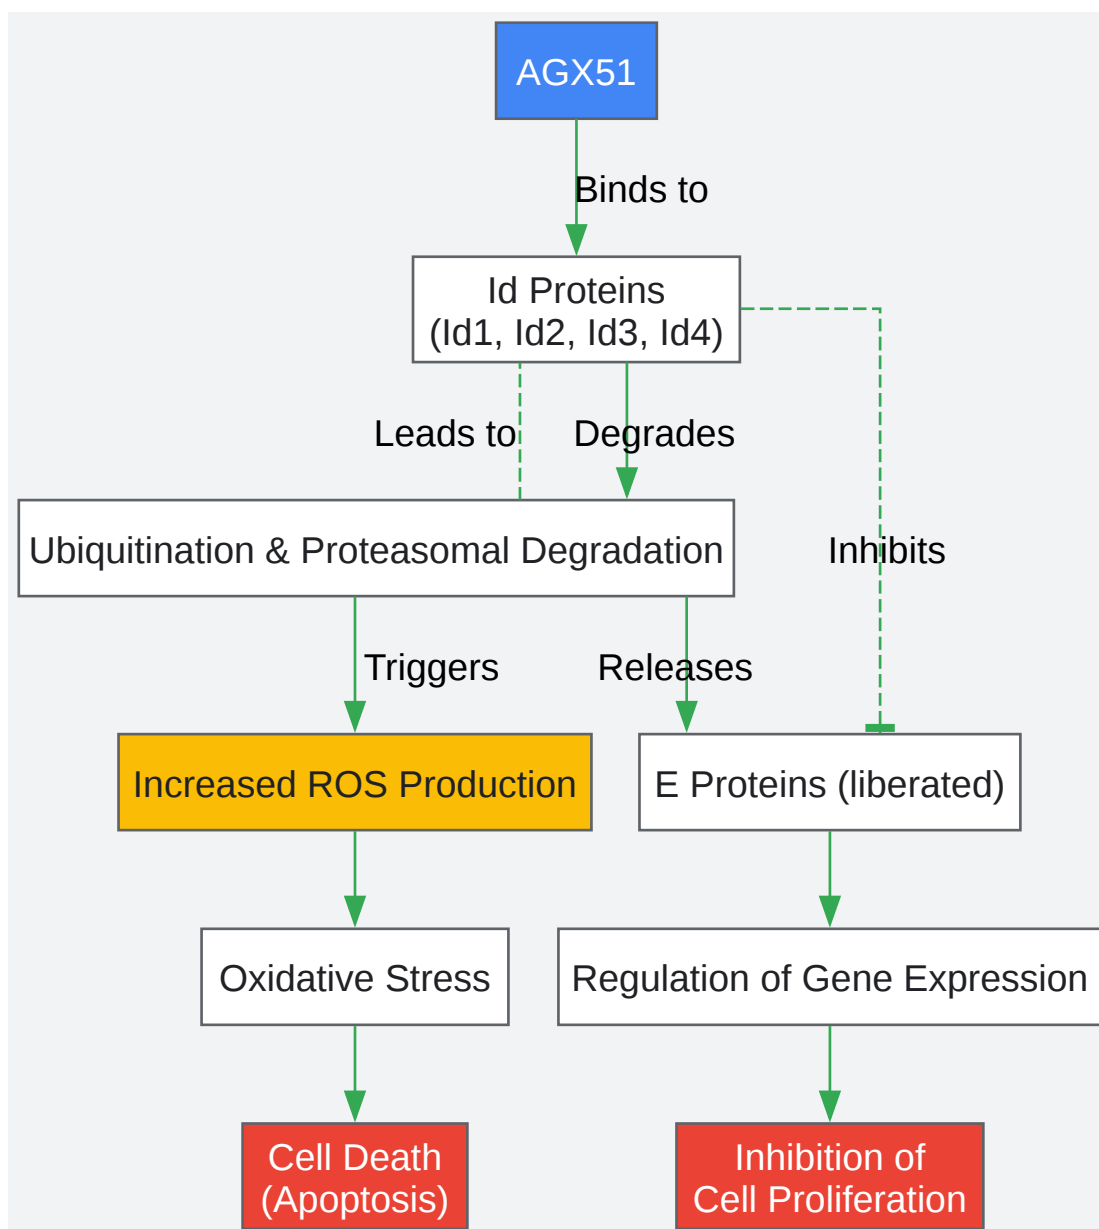 AGX51
Binds to
Id Proteins
(Id1, Id2, Id3, Id4)
Leads to
Degrades
Ubiquitination & Proteasomal Degradation
Inhibits
Triggers
Releases
Increased ROS Production
E Proteins (liberated)
Oxidative Stress
Regulation of Gene Expression
Cell Death
(Apoptosis)
Inhibition of
Cell Proliferation